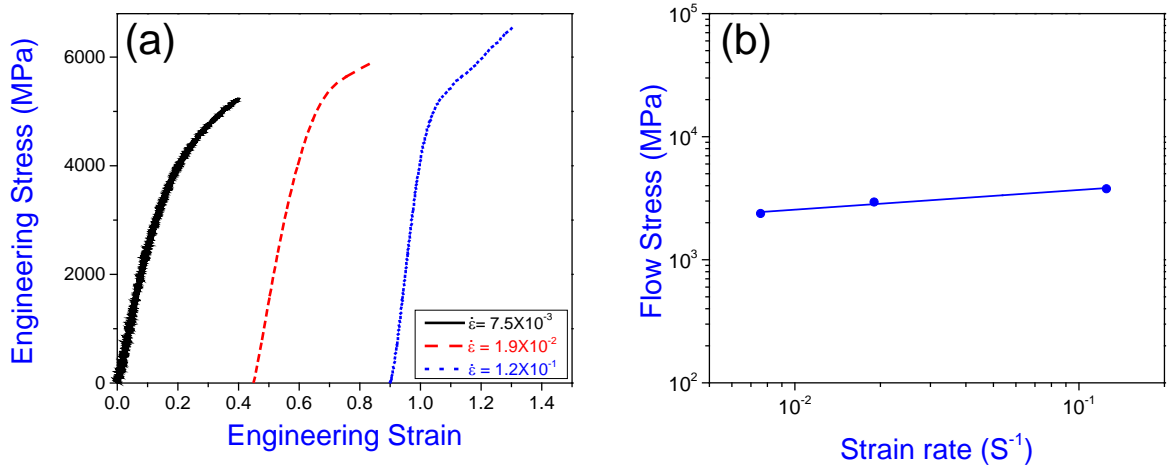 (a)
Engineering Stress (MPa)
6000
4000
2000
0
0.0 0.2 0.4 0.6 0.8 1.0 1.2 1.4
Engineering Strain
ε̇= 7.5X10⁻³
ε̇= 1.9X10⁻²
ε̇= 1.2X10⁻¹
(b)
Flow Stress (MPa)
10⁵
10⁴
10³
10²
10⁻² 10⁻¹
Strain rate (S⁻¹)